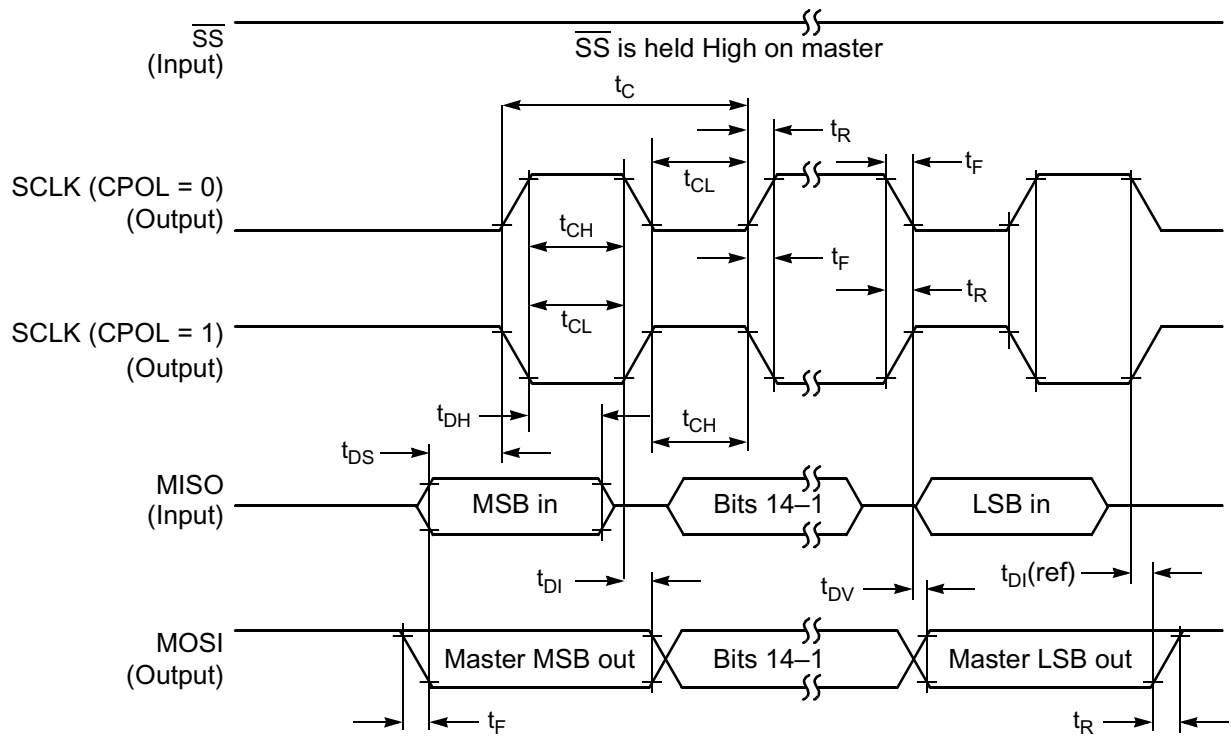 SS
(Input)
SS is held High on master
tC
tR
tF
tCL
SCLK (CPOL = 0)
(Output)
tCH
tF
tR
tCL
SCLK (CPOL = 1)
(Output)
tDH
tCH
tDS
MISO
(Input)
MSB in
Bits 14–1
LSB in
tDI
tDV
tDI(ref)
MOSI
(Output)
Master MSB out
Bits 14–1
Master LSB out
tF
tR